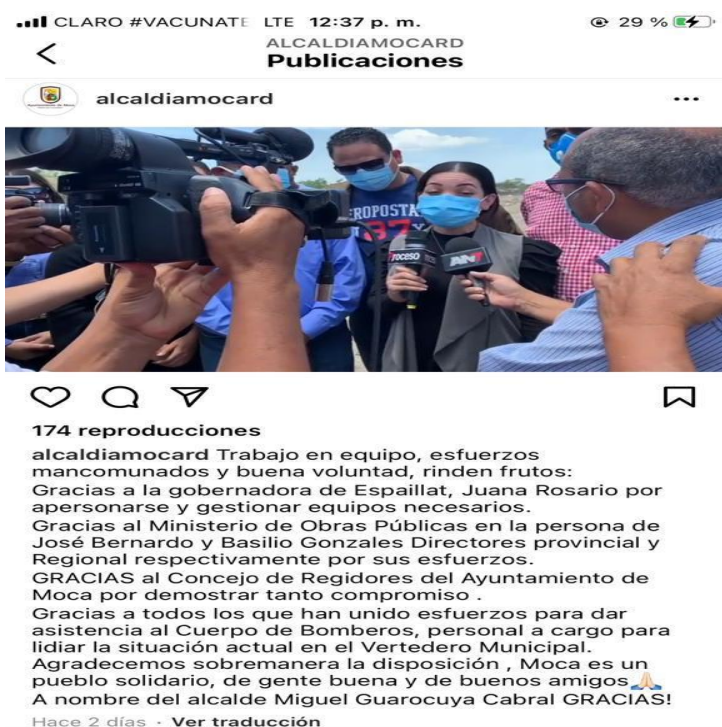 CLARO #VACUNATE LTE 12:37 p. m. 29 %
ALCALDIAMOCARD
Publicaciones
alcaldiamocard
ROPOSTA
37
Proceso
AN7
174 reproducciones
alcaldiamocard Trabajo en equipo, esfuerzos
mancomunados y buena voluntad, rinden frutos:
Gracias a la gobernadora de Espaillat, Juana Rosario por
apersonarse y gestionar equipos necesarios.
Gracias al Ministerio de Obras Públicas en la persona de
José Bernardo y Basilio Gonzales Directores provincial y
Regional respectivamente por sus esfuerzos.
GRACIAS al Concejo de Regidores del Ayuntamiento de
Moca por demostrar tanto compromiso .
Gracias a todos los que han unido esfuerzos para dar
asistencia al Cuerpo de Bomberos, personal a cargo para
lidiar la situación actual en el Vertedero Municipal.
Agradecemos sobremanera la disposición , Moca es un
pueblo solidario, de gente buena y de buenos amigos🙏🏻
A nombre del alcalde Miguel Guarocuya Cabral GRACIAS!
Hace 2 días · Ver traducción